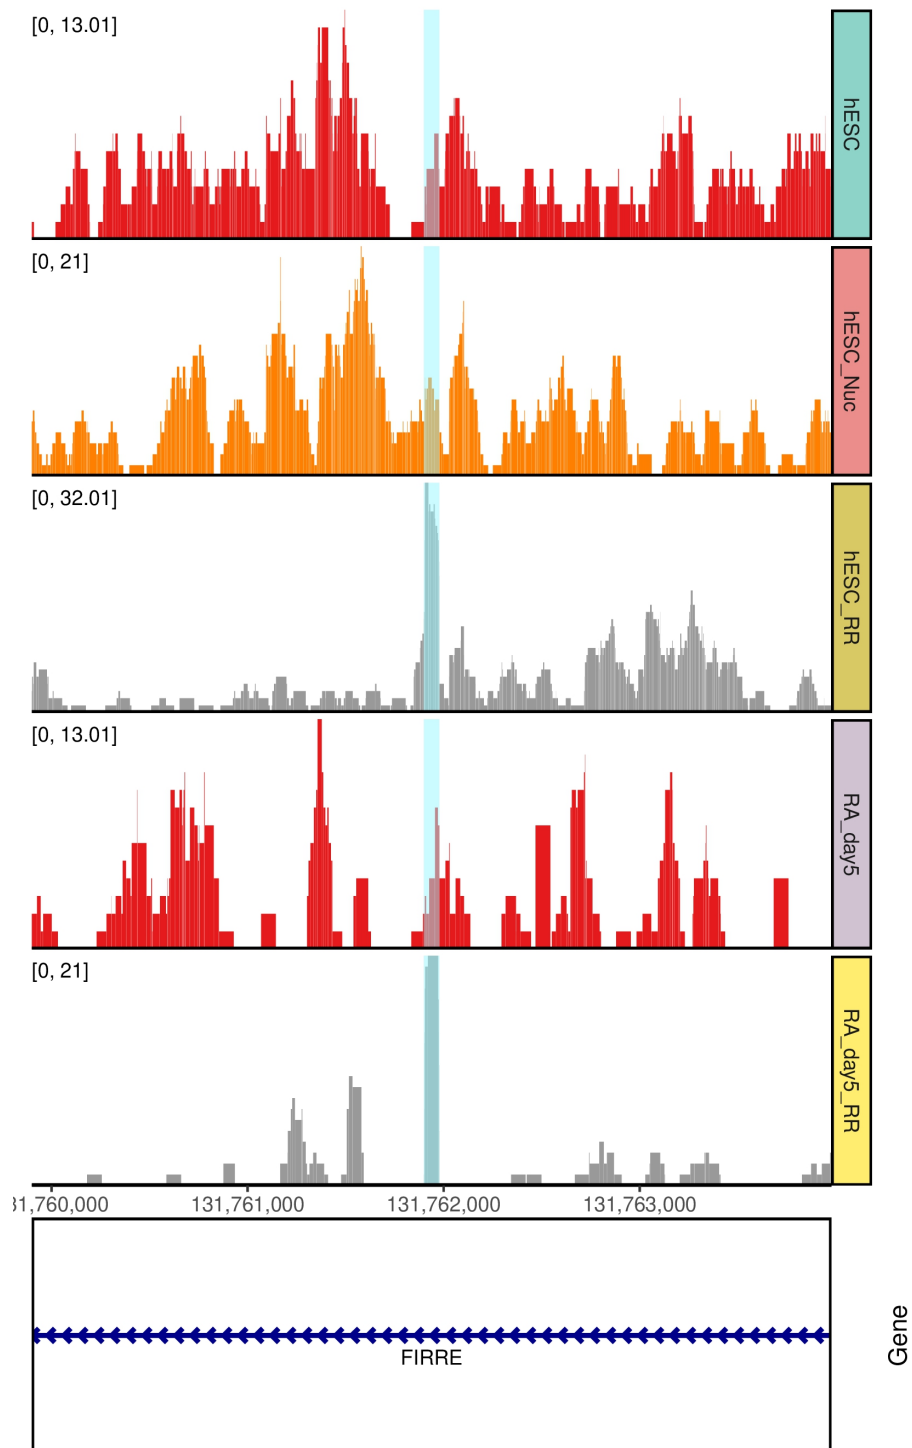 [0, 13.01]
hESC
[0, 21]
hESC_Nuc
[0, 32.01]
hESC_RR
[0, 13.01]
RA_day5
[0, 21]
RA_day5_RR
31,760,000 131,761,000 131,762,000 131,763,000
FIRRE
Gene